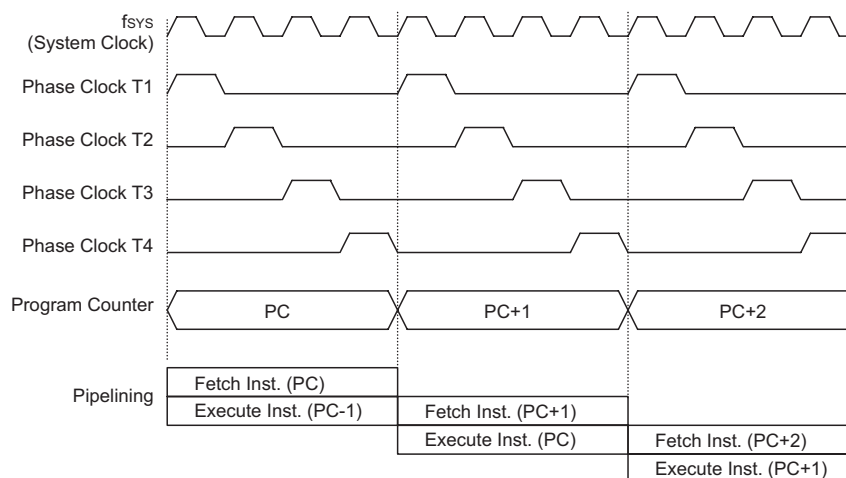 fSYS
(System Clock)
Phase Clock T1
Phase Clock T2
Phase Clock T3
Phase Clock T4
Program Counter
PC
PC+1
PC+2
Pipelining
Fetch Inst. (PC)
Execute Inst. (PC-1)
Fetch Inst. (PC+1)
Execute Inst. (PC)
Fetch Inst. (PC+2)
Execute Inst. (PC+1)